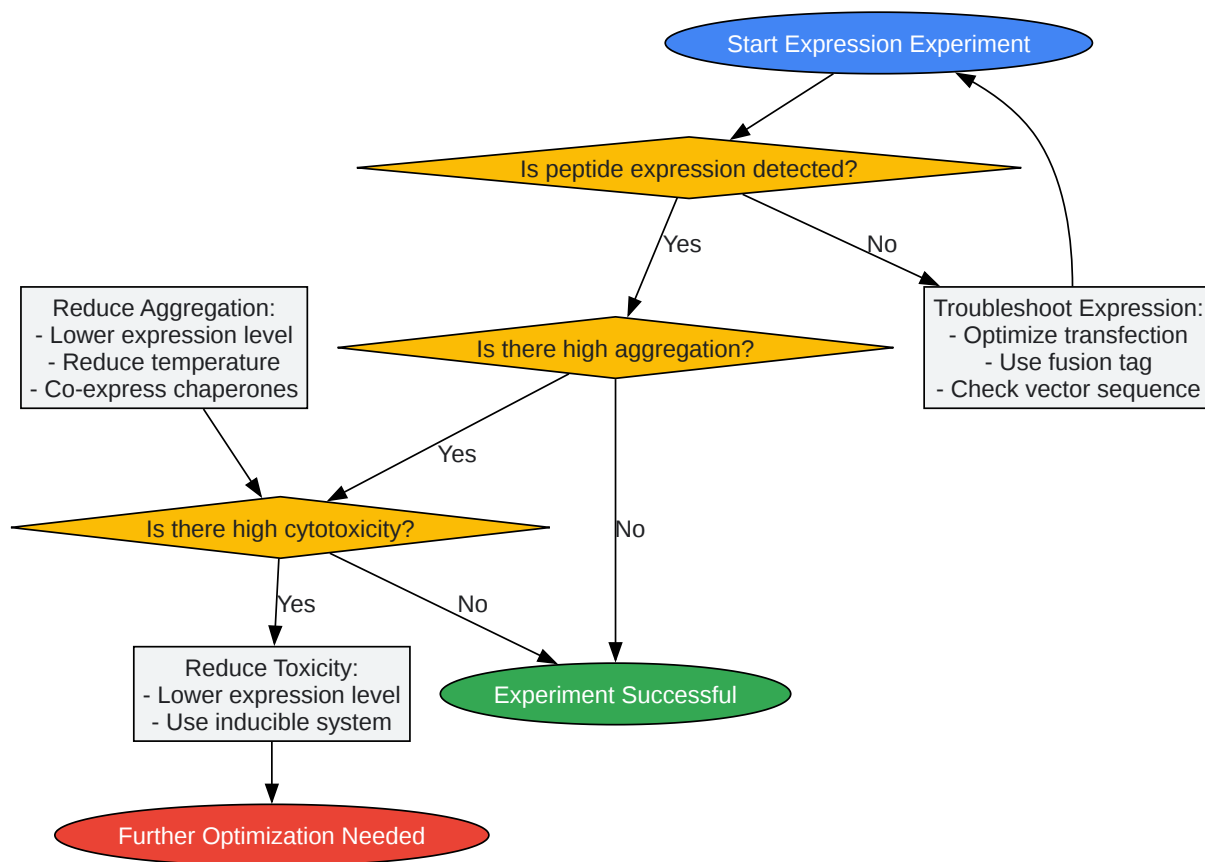 Start Expression Experiment
Is peptide expression detected?
Yes
No
Reduce Aggregation:
- Lower expression level
- Reduce temperature
- Co-express chaperones
Troubleshoot Expression:
- Optimize transfection
- Use fusion tag
- Check vector sequence
Is there high aggregation?
Yes
No
Is there high cytotoxicity?
Yes
No
Reduce Toxicity:
- Lower expression level
- Use inducible system
Experiment Successful
Further Optimization Needed